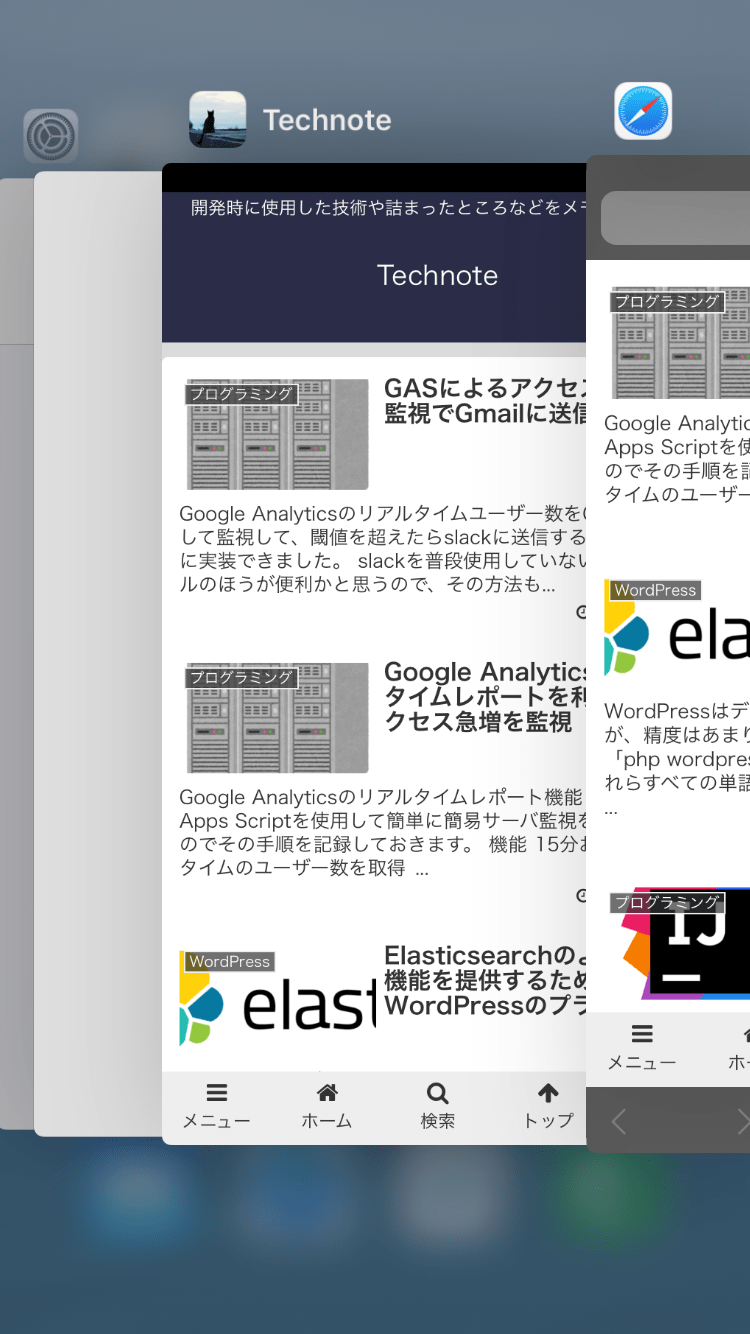 Technote
開発時に使用した技術や詰まったところなどをメモ
Technote
プログラミング
GASによるアクセス
監視でGmailに送信
Google Analyticsのリアルタイムユーザー数を
して監視して、閾値を超えたらslackに送信する
に実装できました。 slackを普段使用していない
ルのほうが便利かと思うので、その方法も...
プログラミング
Google Analytics
タイムレポートを利
クセス急増を監視
Google Analyticsのリアルタイムレポート機能
Apps Scriptを使用して簡単に簡易サーバ監視を
のでその手順を記録しておきます。 機能 15分お
タイムのユーザー数を取得 ...
WordPress
elast
Elasticsearchのよ
機能を提供するため
WordPressのプラ
メニュー
ホーム
検索
トップ
プログラミング
Google Analytic
Apps Scriptを使
のでその手順を記
タイムのユーザー
WordPress
ela
WordPressはデ
が、精度はあまり
「php wordpres
れらすべての単語
...
プログラミング
IJ
メニュー
ホー